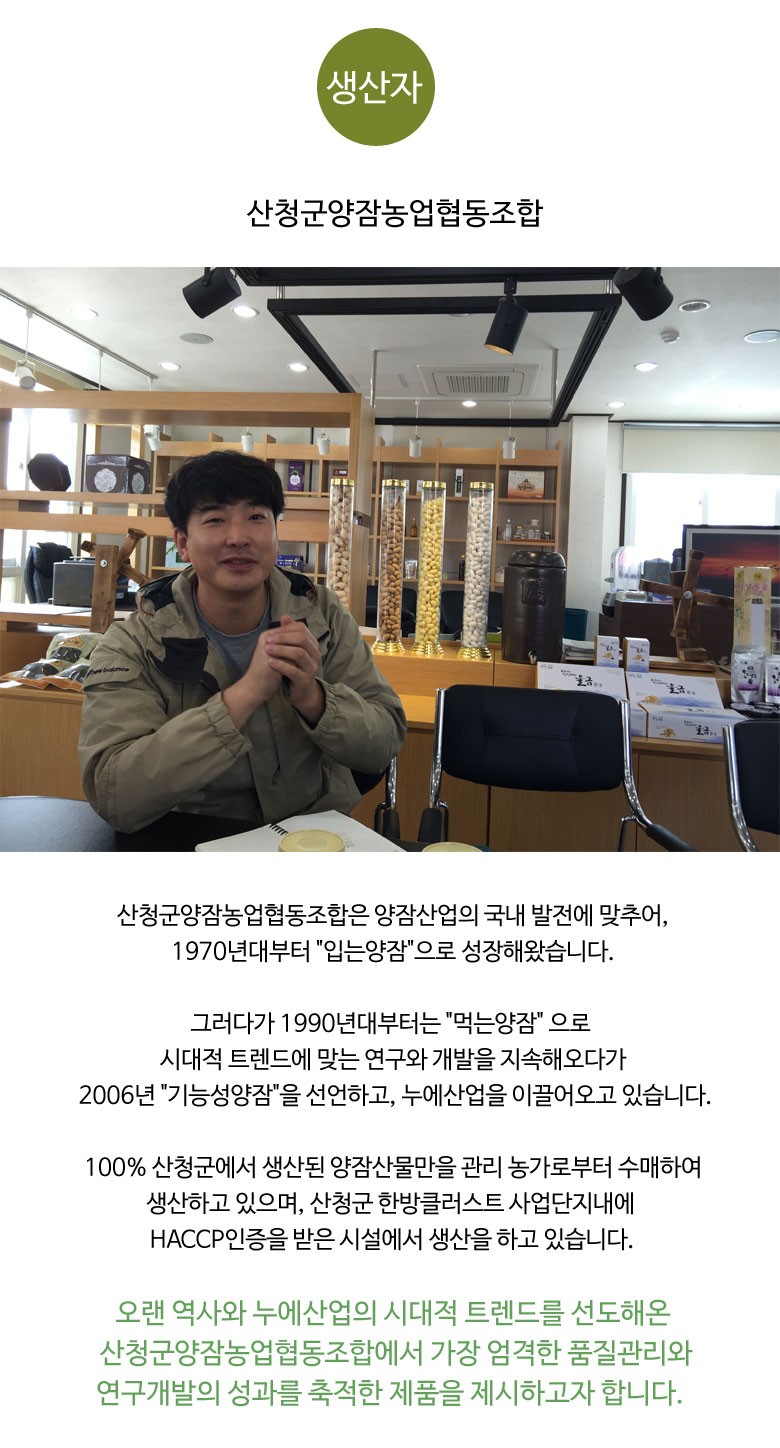 생산자
산청군양잠농업협동조합
new balance
울금
울금
산청군양잠농업협동조합은 양잠산업의 국내 발전에 맞추어,
1970년대부터 "입는양잠"으로 성장해왔습니다.
그러다가 1990년대부터는 "먹는양잠" 으로
시대적 트렌드에 맞는 연구와 개발을 지속해오다가
2006년 "기능성양잠"을 선언하고, 누에산업을 이끌어오고 있습니다.
100% 산청군에서 생산된 양잠산물만을 관리 농가로부터 수매하여
생산하고 있으며, 산청군 한방클러스트 사업단지내에
HACCP인증을 받은 시설에서 생산을 하고 있습니다.
오랜 역사와 누에산업의 시대적 트렌드를 선도해온
산청군양잠농업협동조합에서 가장 엄격한 품질관리와
연구개발의 성과를 축적한 제품을 제시하고자 합니다.